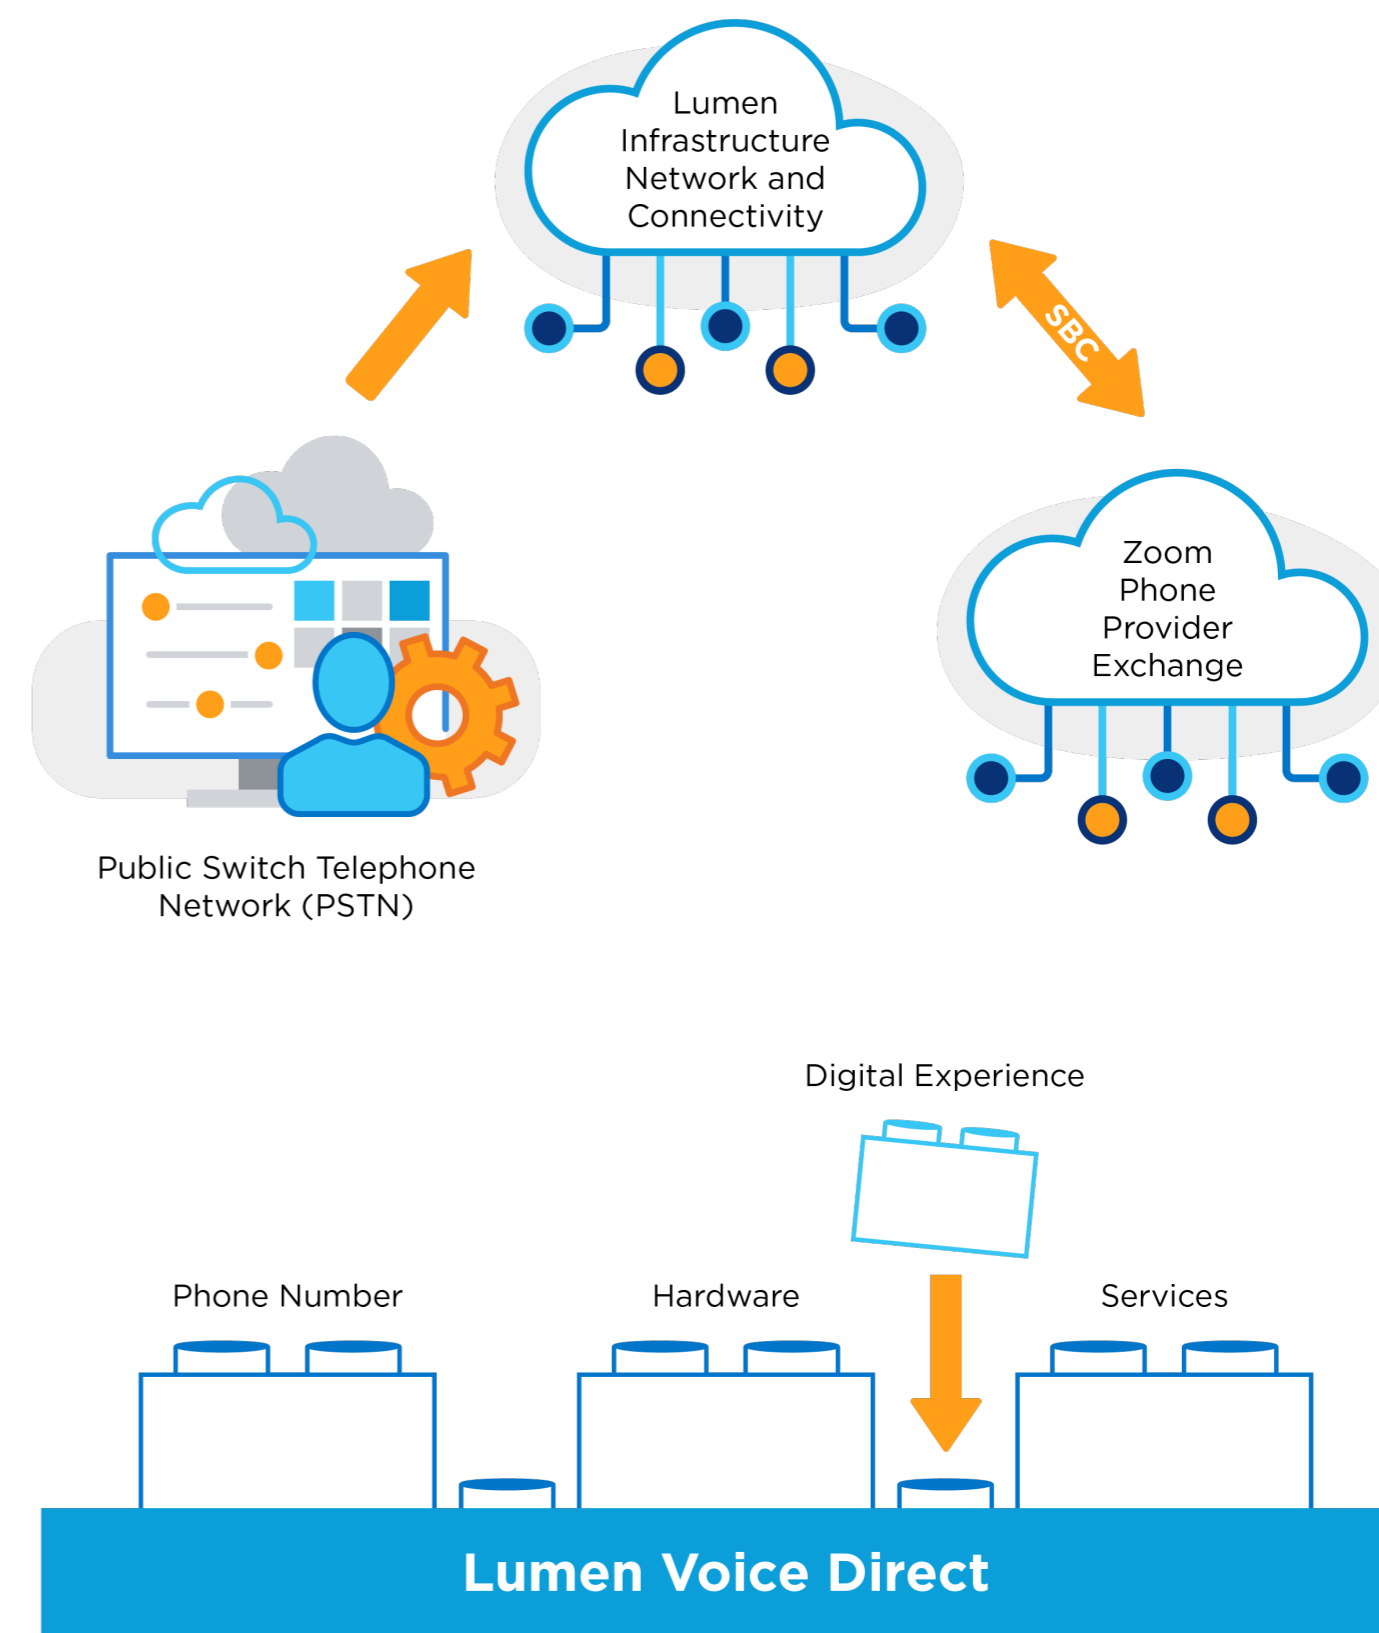 Lumen
Infrastructure
Network and
Connectivity
SBC
Zoom
Phone
Provider
Exchange
Public Switch Telephone
Network (PSTN)
Digital Experience
Phone Number
Hardware
Services
Lumen Voice Direct